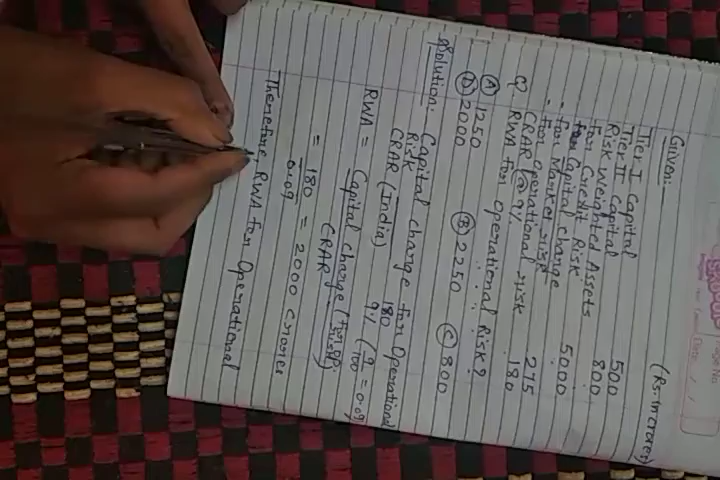 Given:- (Rs. in crores)
Tier I Capital 500
Tier II Capital 800
Risk Weighted Assets
for Credit Risk 5000
Capital change
- for Market risk 275
- for operational risk 180
CRAR @ 9%
Q RWA for Operational Risk?
(A) 1250 (B) 2250 (C) 800
(D) 2000
Solution:- Capital charge for Operational
Risk 180
CRAR (India) 9% (9/100 = 0.09
RWA = Capital charge (for op. Risk) / CRAR
= 180/0.09 = 2000 crores
Therefore, RWA for Operational